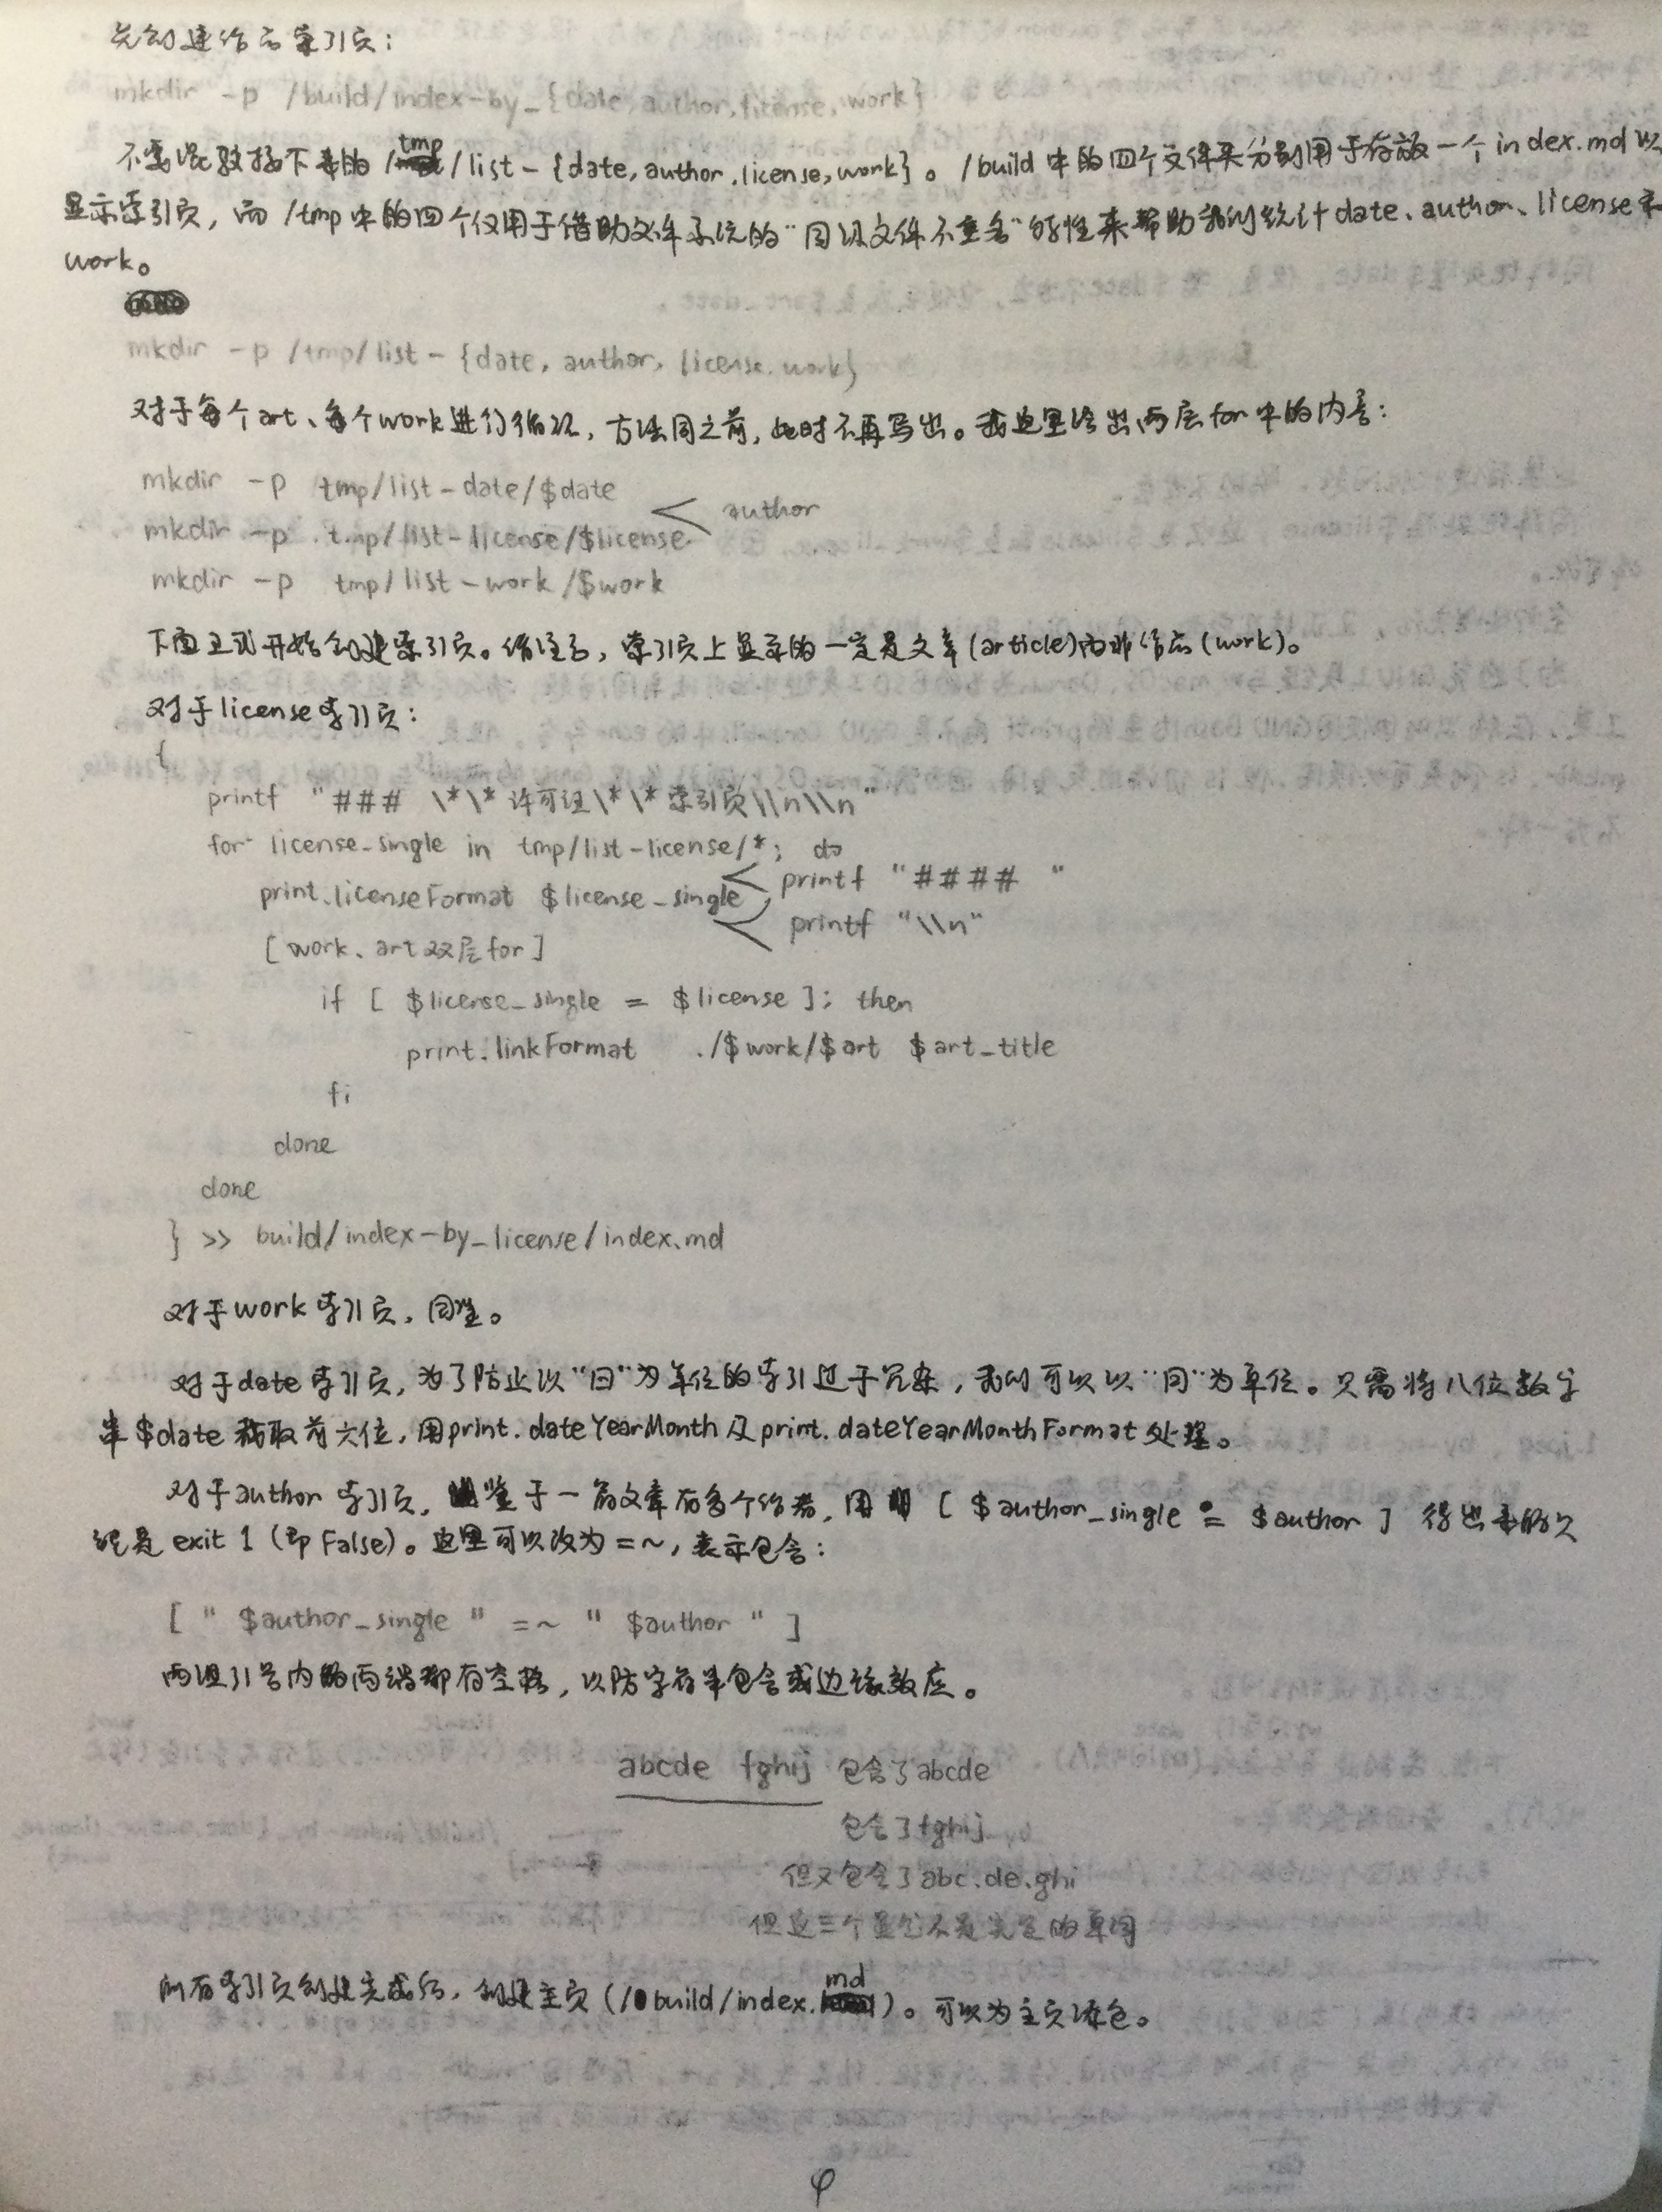 先创建作品索引页：
mkdir -p /build/index-by_{date,author,license,work}
不要混致接下来的 /tmp/list-{date,author,license,work}。/build 中的四个文件夹分别用于存放一个 index.md 以
显示索引页，而 /tmp 中的四个仅用于借助文件系统的“同级文件不重名”特性来帮助我们统计 date、author、license 和
work。
mkdir -p /tmp/list-{date, author, license, work}
对于每个 art、每个 work 进行循环，方法同之前，此时不再写出。我这里给出两层 for 中的内容：
mkdir -p tmp/list-date/$date
author
mkdir -p tmp/list-license/$license
mkdir -p tmp/list-work/$work
下面正式开始创建索引页。请注意，索引页上显示的一定是文章(article)而非作品(work)。
对于 license 索引页：
{
printf "### \*\* 许可证\*\* 索引页\\n\\n"
for license_single in tmp/list-license/*; do
printf "#### "
print.licenseFormat $license_single
printf "\\n"
[work、art 双层 for]
if [ $license_single = $license ]; then
print.linkFormat ./$work/$art $art_title
fi
done
done
} >> build/index-by_license/index.md
对于 work 索引页，同理。
对于 date 索引页，为了防止以“日”为单位的索引过于冗杂，我们可以以“月”为单位。只需将八位数字
串 $date 截取前六位，用 print.dateYearMonth 及 print.dateYearMonthFormat 处理。
对于 author 索引页，鉴于一篇文章有多个作者，用 [ $author_single = $author ] 得出来的
是 exit 1 (即 False)。这里可以改为 =~，表示包含：
[ " $author_single " =~ " $author " ]
两组引号内的两端都有空格，以防字符串包含或边缘效应。
abcde fghij 包含了 abcde
包含了 fghij
但又包含了 abc、de、ghi
但这三个显然不是完整的单词
所有索引页创建完成后，创建主页 (/build/index.md)。可以为主页添色。
φ